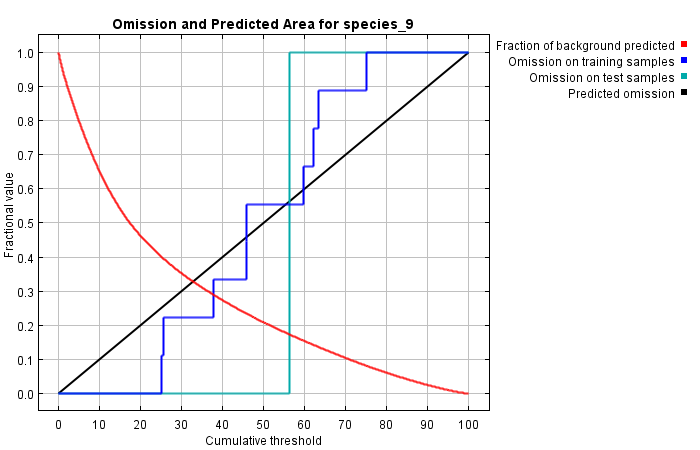 Omission and Predicted Area for species_9
Fraction of background predicted
Omission on training samples
Omission on test samples
Predicted omission
Fractional value
1.0
0.9
0.8
0.7
0.6
0.5
0.4
0.3
0.2
0.1
0.0
0 10 20 30 40 50 60 70 80 90 100
Cumulative threshold